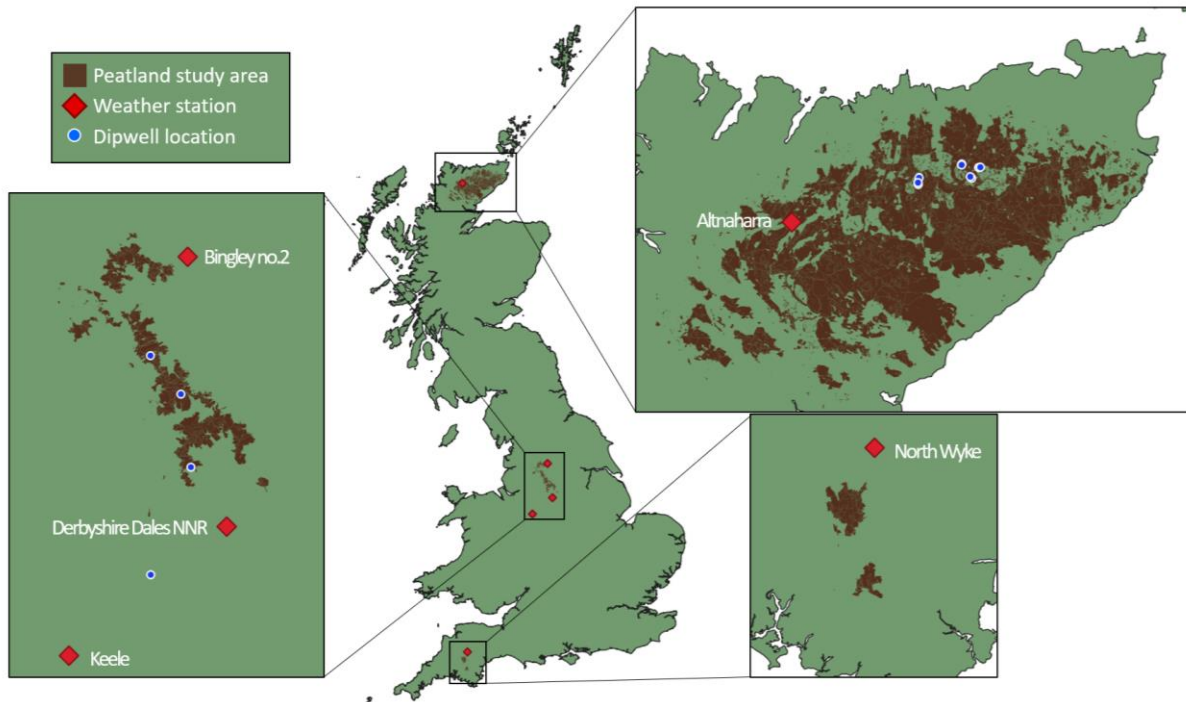 Peatland study area
Weather station
Dipwell location
Bingley no.2
Altnaharra
North Wyke
Derbyshire Dales NNR
Keele